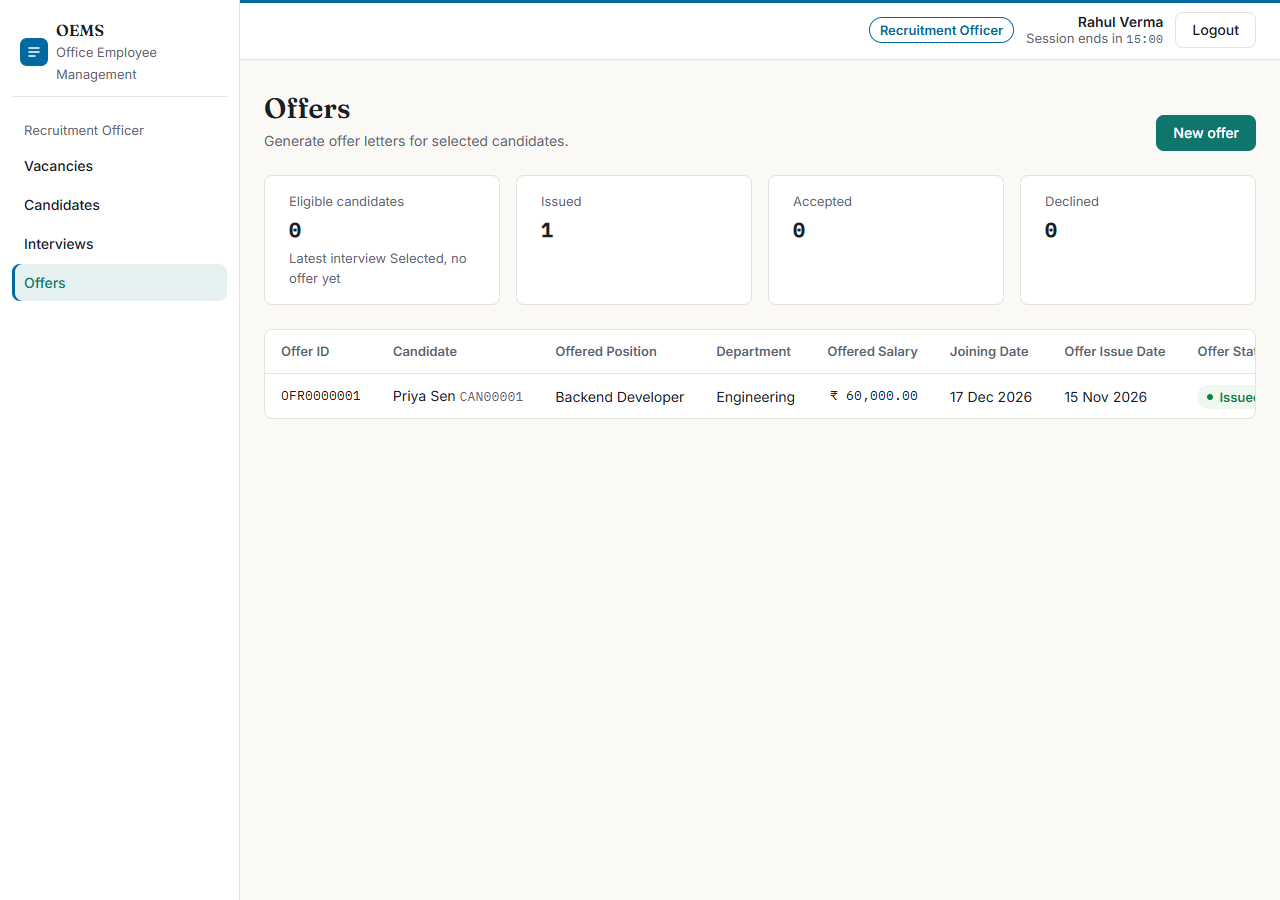 OEMS
Office Employee
Management
Recruitment Officer
Rahul Verma
Session ends in 15:00
Logout
Recruitment Officer
Vacancies
Candidates
Interviews
Offers
Offers
Generate offer letters for selected candidates.
New offer
Eligible candidates
0
Latest interview Selected, no
offer yet
Issued
1
Accepted
0
Declined
0
Offer ID Candidate Offered Position Department Offered Salary Joining Date Offer Issue Date Offer
OFR0000001 Priya Sen CAN00001 Backend Developer Engineering ₹ 60,000.00 17 Dec 2026 15 Nov 2026